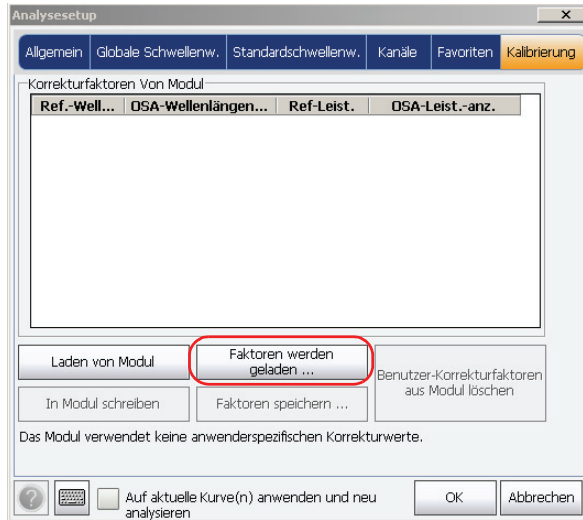 Analysesetup
Allgemein Globale Schwellenw. Standardschwellenw. Kanäle Favoriten Kalibrierung
Korrekturfaktoren Von Modul
Ref.-Well... OSA-Wellenlängen... Ref-Leist. OSA-Leist.-anz.
Laden von Modul
Faktoren werden
geladen ...
Benutzer-Korrekturfaktoren
aus Modul löschen
In Modul schreiben
Faktoren speichern ...
Das Modul verwendet keine anwenderspezifischen Korrekturwerte.
Auf aktuelle Kurve(n) anwenden und neu
analysieren
OK
Abbrechen